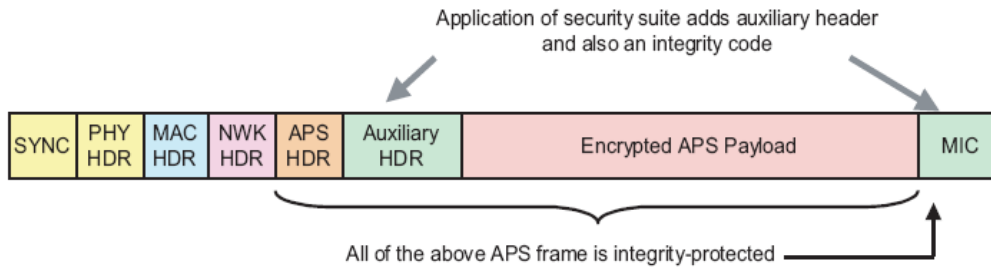 Application of security suite adds auxiliary header
and also an integrity code
SYNC
PHY
HDR
MAC
HDR
NWK
HDR
APS
HDR
Auxiliary
HDR
Encrypted APS Payload
MIC
All of the above APS frame is integrity-protected